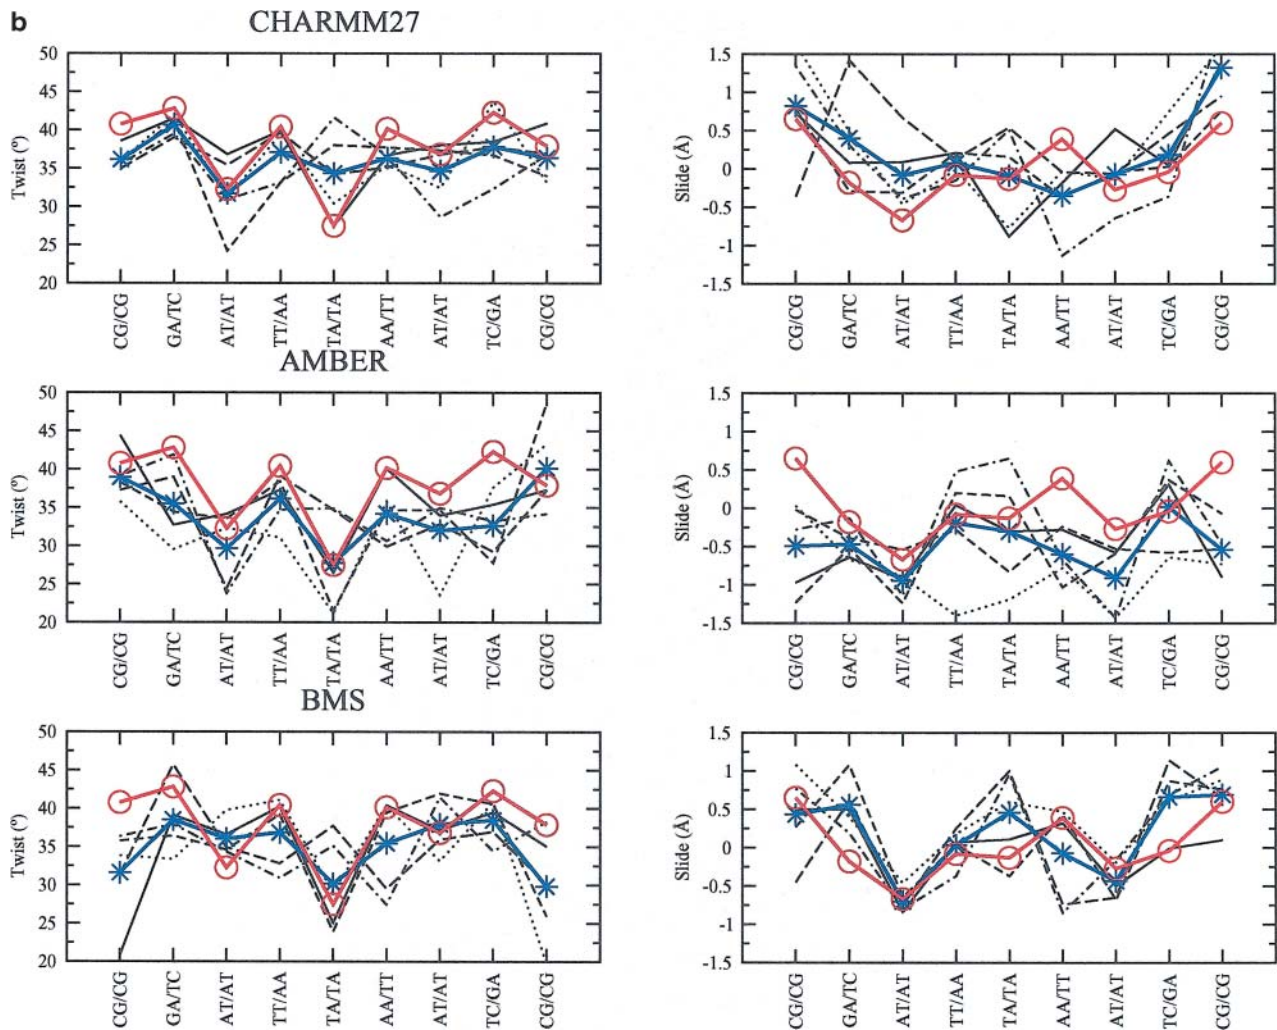 b
CHARMM27
Twist (º)
50
45
40
35
30
25
20
CG/CG
GA/TC
AT/AT
TT/AA
TA/TA
AA/TT
AT/AT
TC/GA
CG/CG
Slide (Å)
1.5
1
0.5
0
-0.5
-1
-1.5
CG/CG
GA/TC
AT/AT
TT/AA
TA/TA
AA/TT
AT/AT
TC/GA
CG/CG
AMBER
Twist (º)
50
45
40
35
30
25
20
CG/CG
GA/TC
AT/AT
TT/AA
TA/TA
AA/TT
AT/AT
TC/GA
CG/CG
Slide (Å)
1.5
1
0.5
0
-0.5
-1
-1.5
CG/CG
GA/TC
AT/AT
TT/AA
TA/TA
AA/TT
AT/AT
TC/GA
CG/CG
BMS
Twist (º)
50
45
40
35
30
25
20
CG/CG
GA/TC
AT/AT
TT/AA
TA/TA
AA/TT
AT/AT
TC/GA
CG/CG
Slide (Å)
1.5
1
0.5
0
-0.5
-1
-1.5
CG/CG
GA/TC
AT/AT
TT/AA
TA/TA
AA/TT
AT/AT
TC/GA
CG/CG